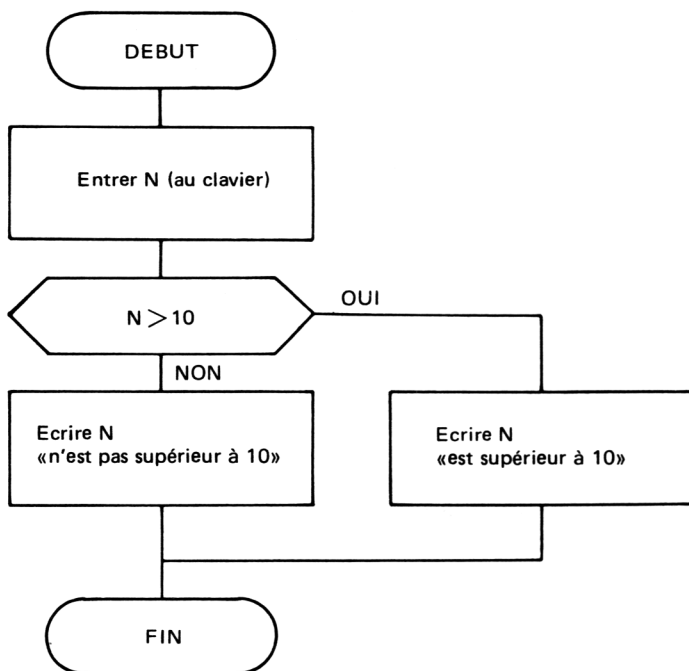 DEBUT
Entrer N (au clavier)
N > 10
OUI
NON
Ecrire N
«n'est pas supérieur à 10»
Ecrire N
«est supérieur à 10»
FIN